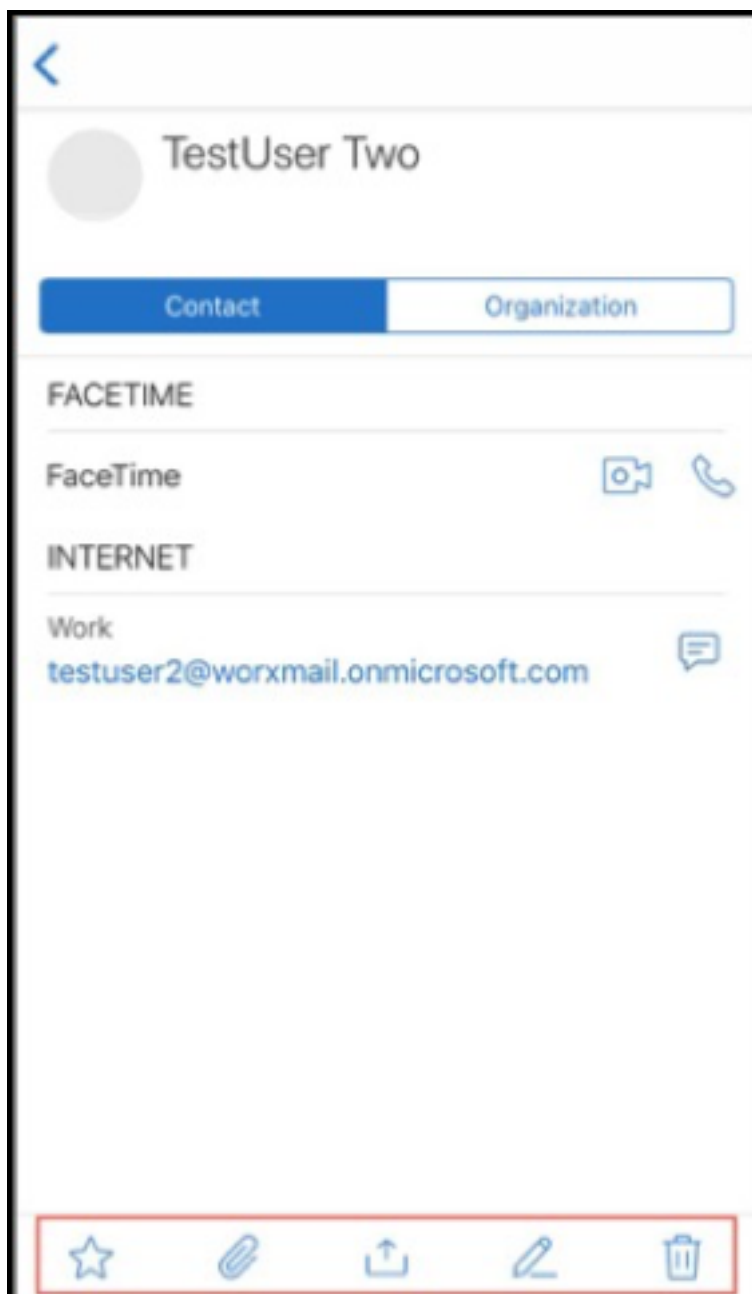 TestUser Two
Contact
Organization
FACETIME
FaceTime
INTERNET
Work
testuser2@worxmail.onmicrosoft.com